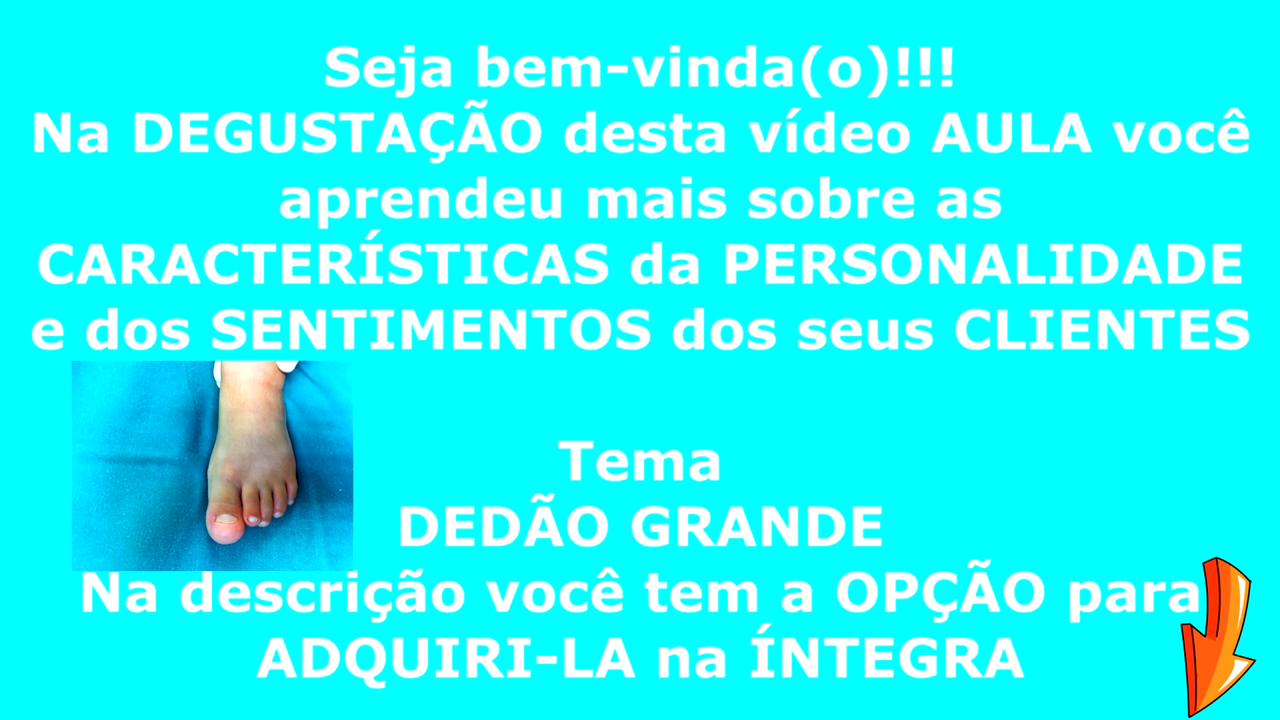 Seja bem-vinda(o)!!!
Na DEGUSTAÇÃO desta vídeo AULA você
aprendeu mais sobre as
CARACTERÍSTICAS da PERSONALIDADE
e dos SENTIMENTOS dos seus CLIENTES
Tema
DEDÃO GRANDE
Na descrição você tem a OPÇÃO para
ADQUIRI-LA na ÍNTEGRA